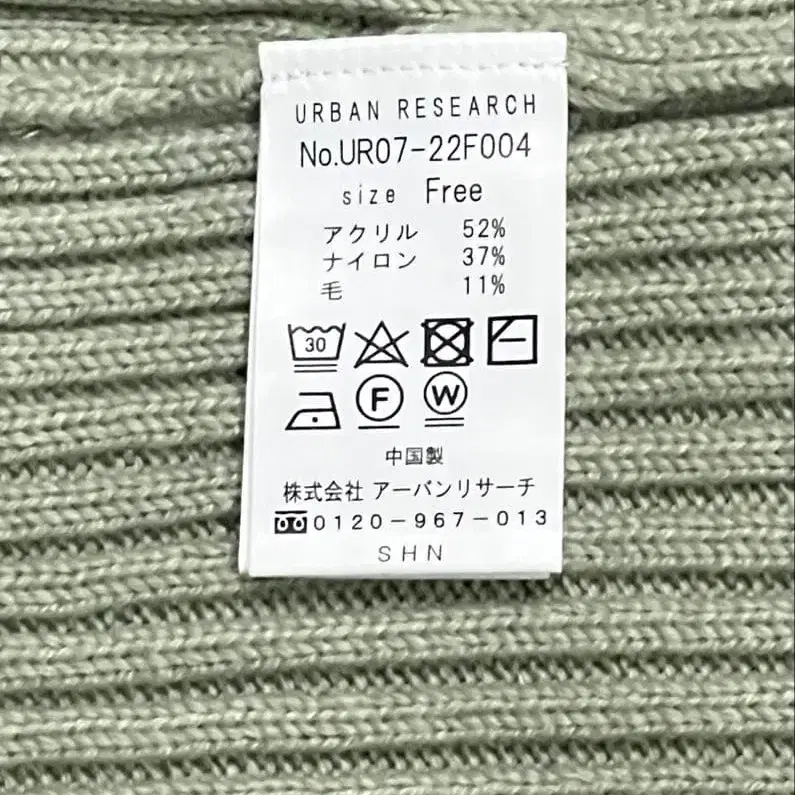 URBAN RESEARCH
No.UR07-22F004
size Free
アクリル 52%
ナイロン 37%
毛 11%
30
F W
中国製
株式会社 アーバンリサーチ
0120-967-013
SHN